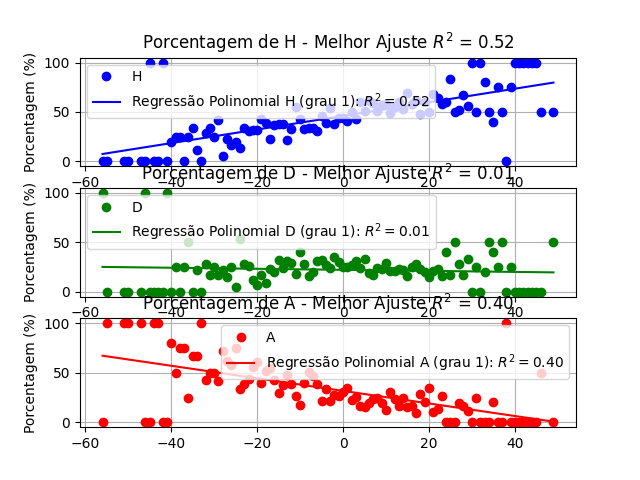 Porcentagem de H - Melhor Ajuste R² = 0.52
Porcentagem (%)
100
50
0
H
Regressão Polinomial H (grau 1): R² = 0.52
−60 −40 −20 0 20 40
Porcentagem de D - Melhor Ajuste R² = 0.01
Porcentagem (%)
100
50
0
D
Regressão Polinomial D (grau 1): R² = 0.01
−60 −40 −20 0 20 40
Porcentagem de A - Melhor Ajuste R² = 0.40
Porcentagem (%)
100
50
0
A
Regressão Polinomial A (grau 1): R² = 0.40
−60 −40 −20 0 20 40